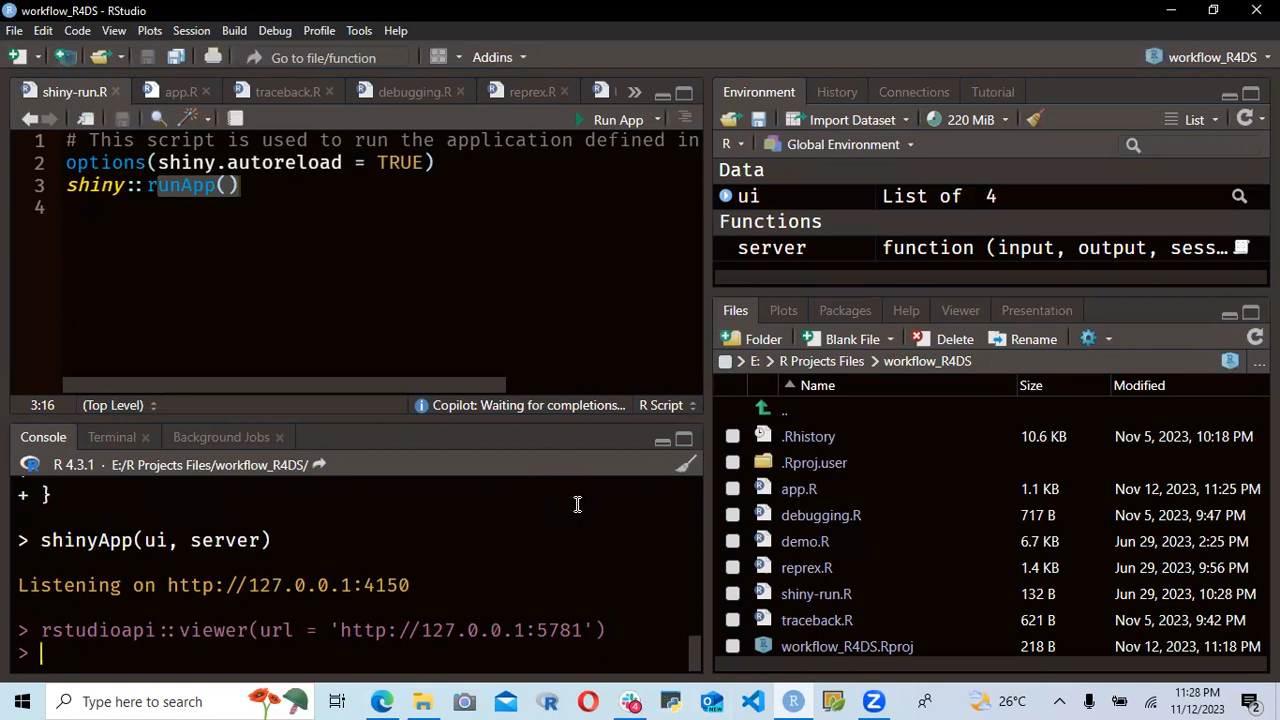 workflow_R4DS - RStudio
File Edit Code View Plots Session Build Debug Profile Tools Help
Go to file/function Addins workflow_R4DS
shiny-run.R app.R traceback.R debugging.R reprex.R
Run App
1 # This script is used to run the application defined in
2 options(shiny.autoreload = TRUE)
3 shiny::runApp()
4
3:16 (Top Level) Copilot: Waiting for completions... R Script
Console Terminal Background Jobs
R 4.3.1 · E:/R Projects Files/workflow_R4DS/
+ }
> shinyApp(ui, server)
Listening on http://127.0.0.1:4150
> rstudioapi::viewer(url = 'http://127.0.0.1:5781')
>
Environment History Connections Tutorial
Import Dataset 220 MiB List
R Global Environment
Data
ui List of 4
Functions
server function (input, output, sess…
Files Plots Packages Help Viewer Presentation
Folder Blank File Delete Rename
E: R Projects Files workflow_R4DS ...
Name Size Modified
..
.Rhistory 10.6 KB Nov 5, 2023, 10:18 PM
.Rproj.user
app.R 1.1 KB Nov 12, 2023, 11:25 PM
debugging.R 717 B Nov 5, 2023, 9:47 PM
demo.R 6.7 KB Jun 29, 2023, 2:25 PM
reprex.R 1.4 KB Jun 29, 2023, 9:56 PM
shiny-run.R 132 B Jun 29, 2023, 10:28 PM
traceback.R 621 B Nov 5, 2023, 9:42 PM
workflow_R4DS.Rproj 218 B Nov 12, 2023, 11:18 PM
Type here to search 4 NEW 26°C 11:28 PM
11/12/2023 2